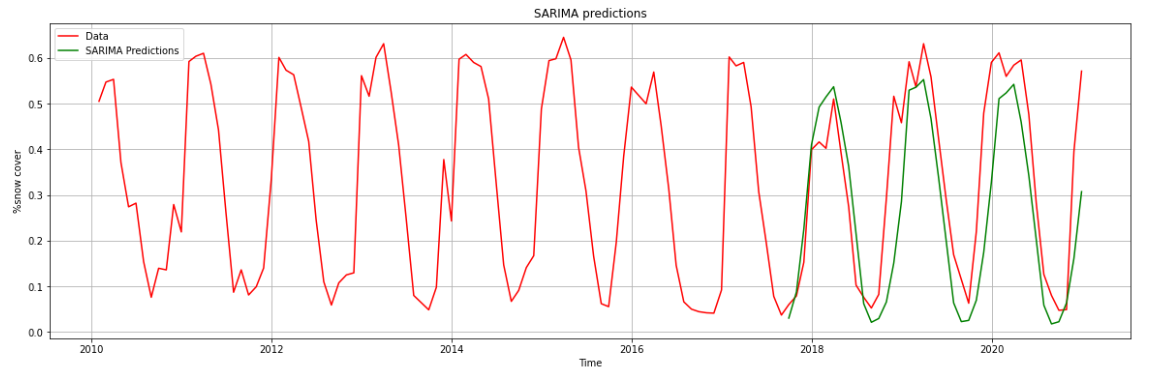 SARIMA predictions
Data
SARIMA Predictions
%snow cover
0.6
0.5
0.4
0.3
0.2
0.1
0.0
2010 2012 2014 2016 2018 2020
Time